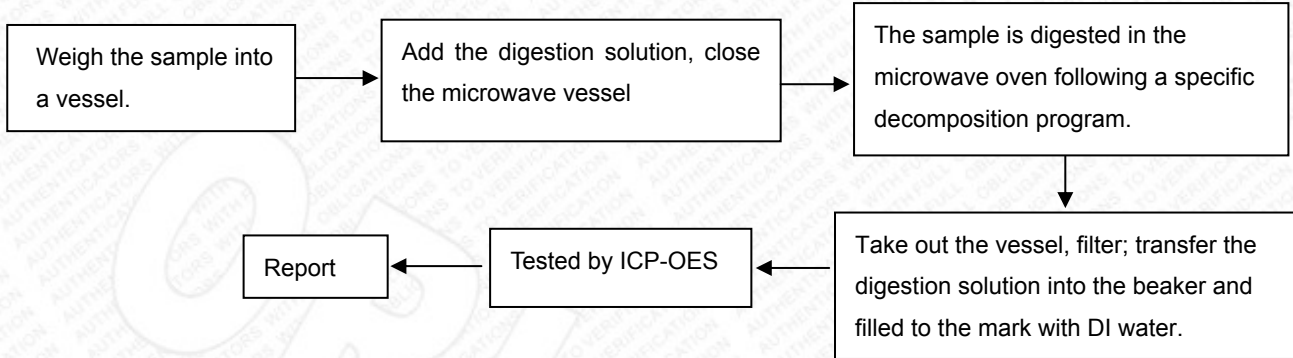 Weigh the sample into
a vessel.
Add the digestion solution, close
the microwave vessel
The sample is digested in the
microwave oven following a specific
decomposition program.
Take out the vessel, filter; transfer the
digestion solution into the beaker and
filled to the mark with DI water.
Tested by ICP-OES
Report